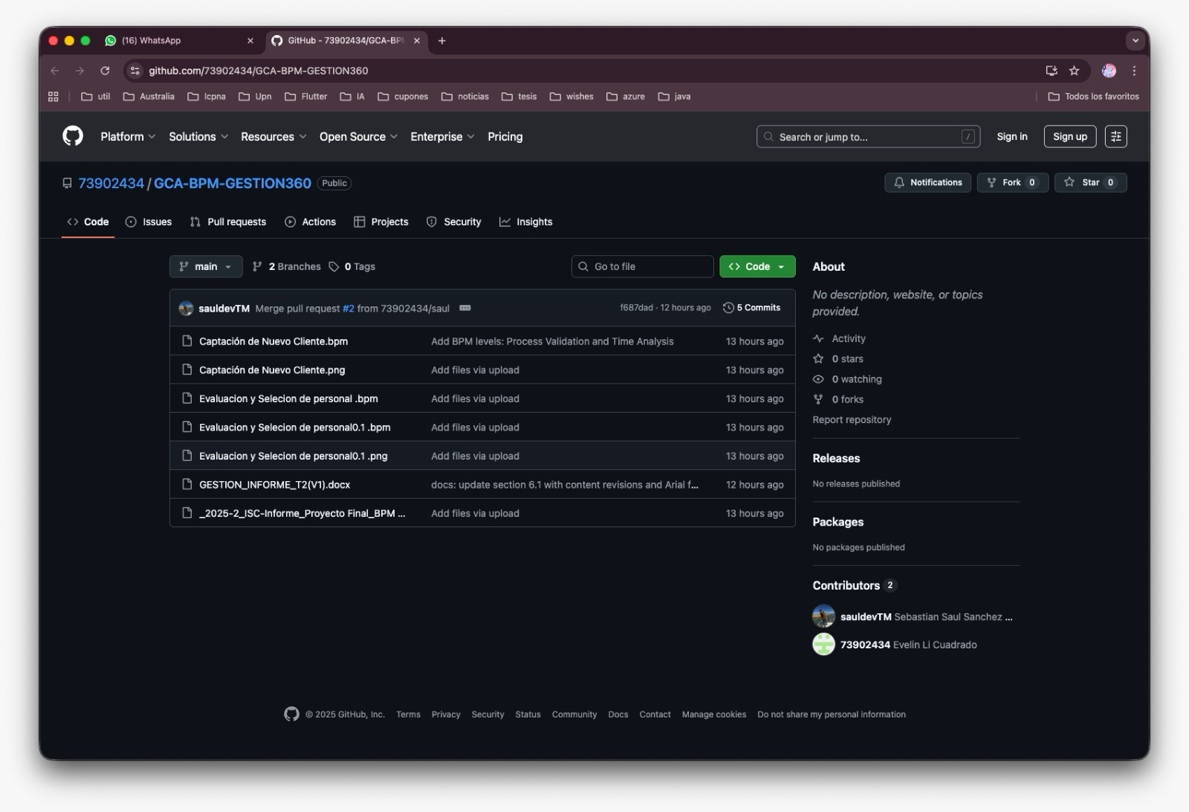 (16) WhatsApp
GitHub - 73902434/GCA-BPI
github.com/73902434/GCA-BPM-GESTION360
util Australia Icpna Upn Flutter IA cupones noticias tesis wishes azure java Todos los favoritos
Platform Solutions Resources Open Source Enterprise Pricing Search or jump to... / Sign in Sign up
73902434 / GCA-BPM-GESTION360 Public Notifications Fork 0 Star 0
Code Issues Pull requests Actions Projects Security Insights
main 2 Branches 0 Tags Go to file Code
sauldevTM Merge pull request #2 from 73902434/saul f687dad · 12 hours ago 5 Commits
Captación de Nuevo Cliente.bpm Add BPM levels: Process Validation and Time Analysis 13 hours ago
Captación de Nuevo Cliente.png Add files via upload 13 hours ago
Evaluacion y Selecion de personal .bpm Add files via upload 13 hours ago
Evaluacion y Selecion de personal0.1 .bpm Add files via upload 13 hours ago
Evaluacion y Selecion de personal0.1 .png Add files via upload 13 hours ago
GESTION_INFORME_T2(V1).docx docs: update section 6.1 with content revisions and Arial f... 12 hours ago
_2025-2_ISC-Informe_Proyecto Final_BPM ... Add files via upload 13 hours ago
About
No description, website, or topics
provided.
Activity
0 stars
0 watching
0 forks
Report repository
Releases
No releases published
Packages
No packages published
Contributors 2
sauldevTM Sebastian Saul Sanchez ...
73902434 Evelin Li Cuadrado
© 2025 GitHub, Inc. Terms Privacy Security Status Community Docs Contact Manage cookies Do not share my personal information